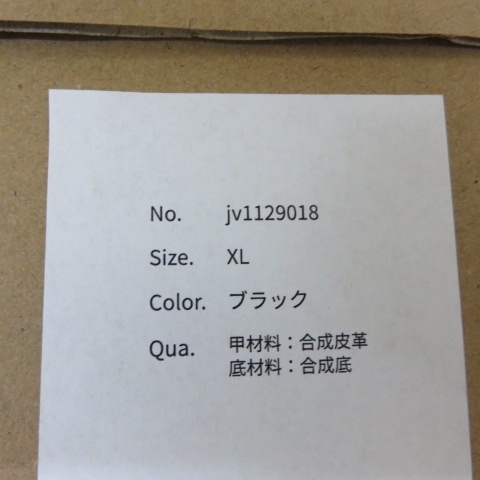 No. jv1129018
Size. XL
Color. ブラック
Qua. 甲材料：合成皮革
底材料：合成底